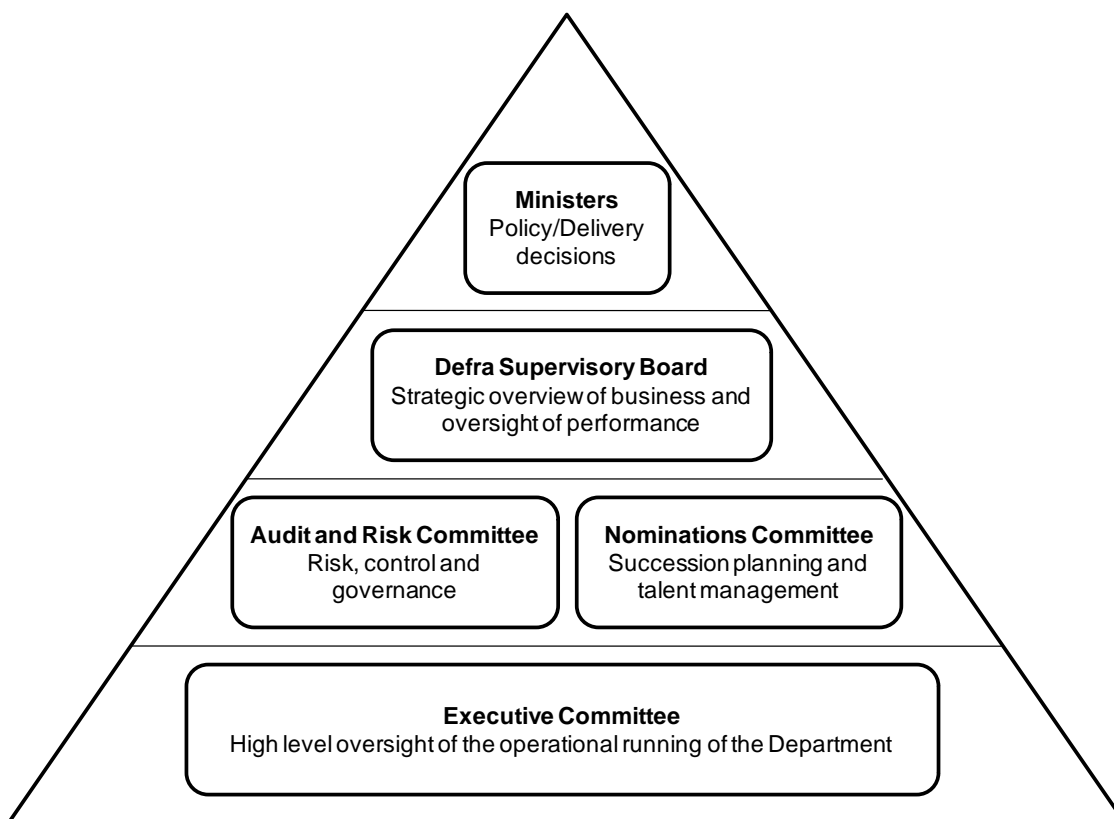 Ministers
Policy/Delivery
decisions
Defra Supervisory Board
Strategic overview of business and
oversight of performance
Audit and Risk Committee
Risk, control and
governance
Nominations Committee
Succession planning and
talent management
Executive Committee
High level oversight of the operational running of the Department